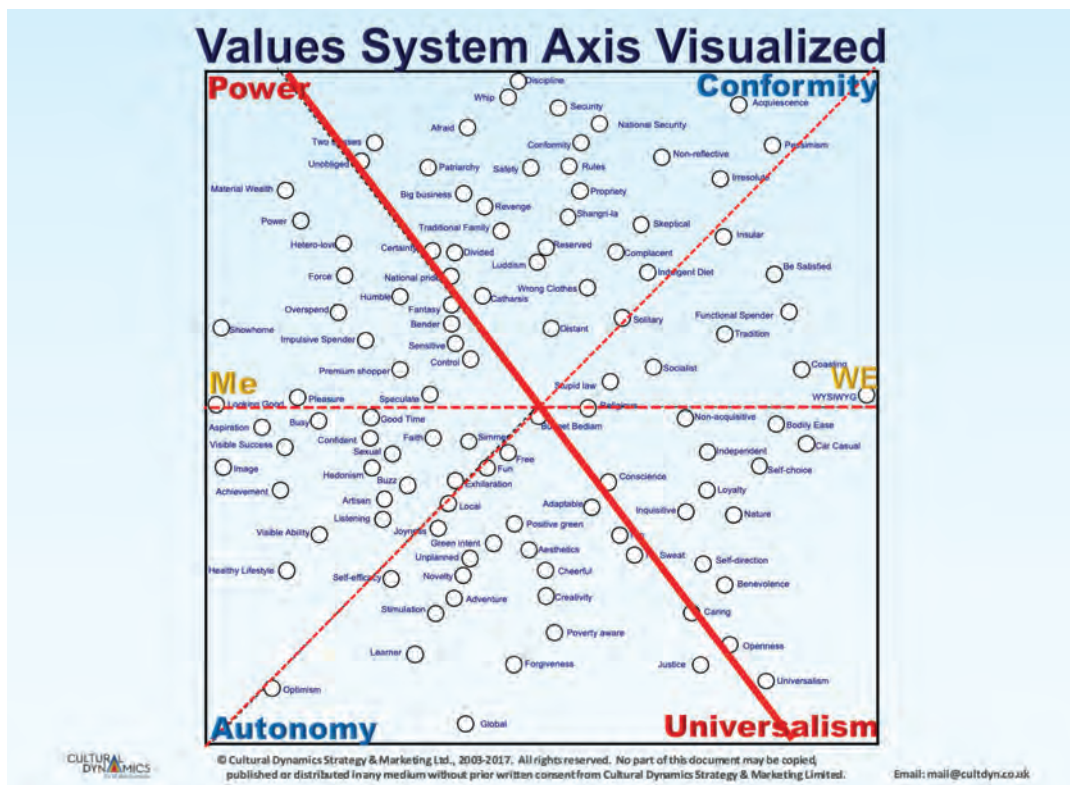 Values System Axis Visualized
Power
Conformity
Discipline
Whip
Security
Acquiescence
Afraid
National Security
Conformity
Unobliged
Patriarchy
Safety
Rules
Non-reflective
Pessimism
Irresolute
Material Wealth
Big business
Propriety
Revenge
Shangri-la
Power
Traditional Family
Skeptical
Insular
Hetero-love
Certainty
Divided
Reserved
Complacent
Luddism
Force
National pride
Indulgent Diet
Be Satisfied
Humble
Catharsis
Wrong Clothes
Fantasy
Overspend
Bender
Distant
Solitary
Functional Spender
Showhome
Tradition
Impulsive Spender
Sensitive
Control
Premium shopper
Socialist
Coasting
Me
WE
Stupid law
Speculate
WYSIWYG
Looking Good
Pleasure
Religious
Busy
Good Time
Budget Bedlam
Non-acquisitive
Bodily Ease
Aspiration
Confident
Faith
Simmer
Car Casual
Visible Success
Sexual
Free
Independent
Image
Hedonism
Fun
Self-choice
Buzz
Exhilaration
Conscience
Achievement
Artisan
Local
Adaptable
Loyalty
Listening
Inquisitive
Nature
Visible Ability
Joyness
Positive green
Green intent
Aesthetics
Unplanned
Sweat
Self-direction
Healthy Lifestyle
Self-efficacy
Novelty
Cheerful
Benevolence
Stimulation
Adventure
Creativity
Caring
Poverty aware
Learner
Openness
Forgiveness
Justice
Optimism
Universalism
Autonomy
Global
Universalism
CULTURAL
DYNAMICS
© Cultural Dynamics Strategy & Marketing Ltd., 2003-2017. All rights reserved. No part of this document may be copied,
published or distributed in any medium without prior written consent from Cultural Dynamics Strategy & Marketing Limited.
Email: mail@cultdyn.co.uk